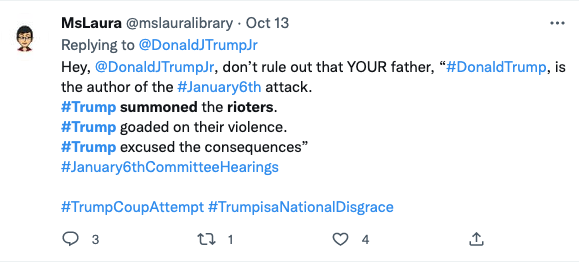 MsLaura @mslauralibrary · Oct 13
Replying to @DonaldJTrumpJr
Hey, @DonaldJTrumpJr, don’t rule out that YOUR father, “#DonaldTrump, is
the author of the #January6th attack.
#Trump summoned the rioters.
#Trump goaded on their violence.
#Trump excused the consequences”
#January6thCommitteeHearings
#TrumpCoupAttempt #TrumpisaNationalDisgrace
3 1 4